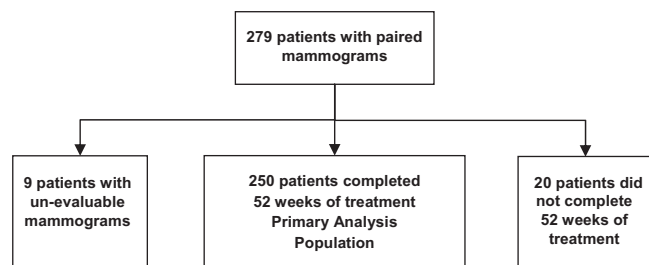 279 patients with paired
mammograms
9 patients with
un-evaluable
mammograms
250 patients completed
52 weeks of treatment
Primary Analysis
Population
20 patients did
not complete
52 weeks of
treatment